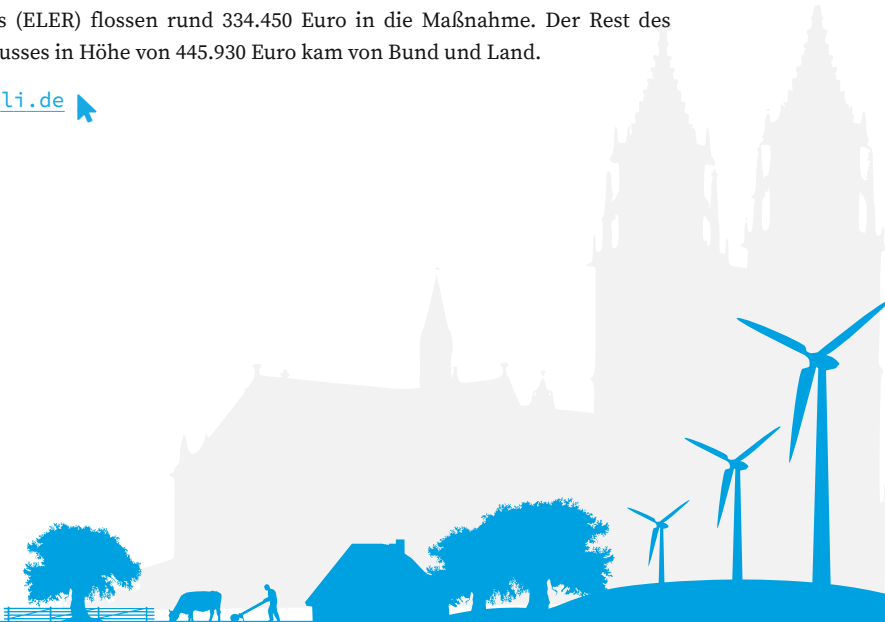 s (ELER) flossen rund 334.450 Euro in die Maßnahme. Der Rest des
usses in Höhe von 445.930 Euro kam von Bund und Land.
li.de